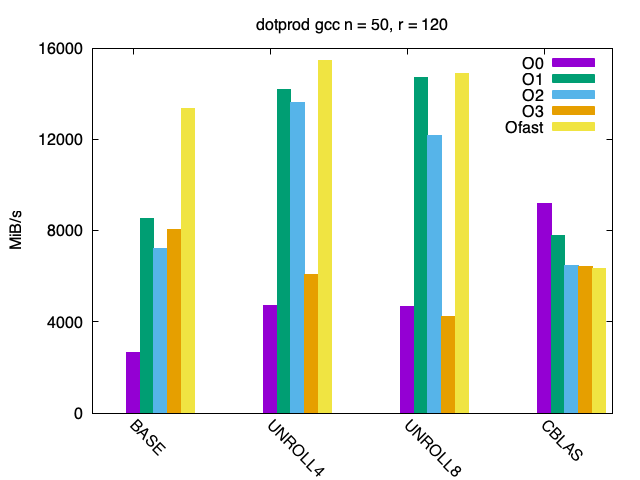 dotprod gcc n = 50, r = 120
MiB/s
16000
12000
8000
4000
0
O0
O1
O2
O3
Ofast
BASE
UNROLL4
UNROLL8
CBLAS